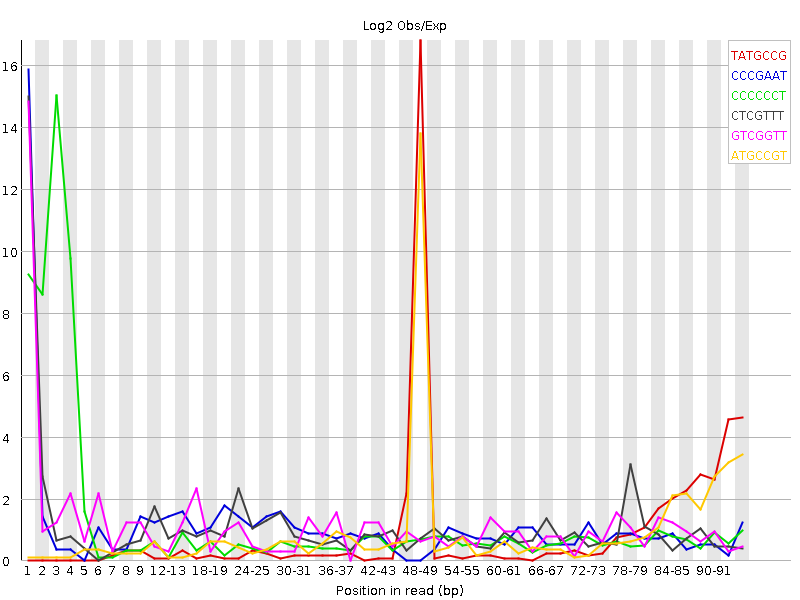 Log2 Obs/Exp
TATGCCG
CCCGAAT
CCCCCCT
CTCGTTT
GTCGGTT
ATGCCGT
16
14
12
10
8
6
4
2
0
1 2 3 4 5 6 7 8 9 12-13 18-19 24-25 30-31 36-37 42-43 48-49 54-55 60-61 66-67 72-73 78-79 84-85 90-91
Position in read (bp)